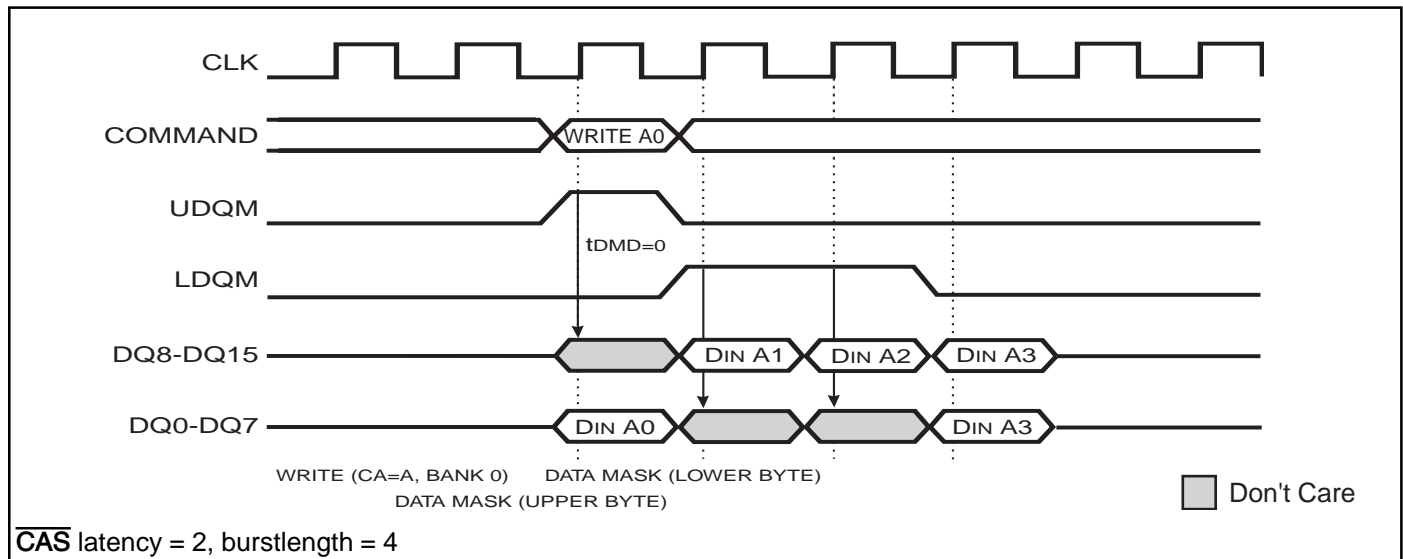 CLK
COMMAND
WRITE A0
UDQM
tDMD=0
LDQM
DQ8-DQ15
DIN A1
DIN A2
DIN A3
DQ0-DQ7
DIN A0
DIN A3
WRITE (CA=A, BANK 0)
DATA MASK (LOWER BYTE)
DATA MASK (UPPER BYTE)
Don't Care
CAS latency = 2, burstlength = 4